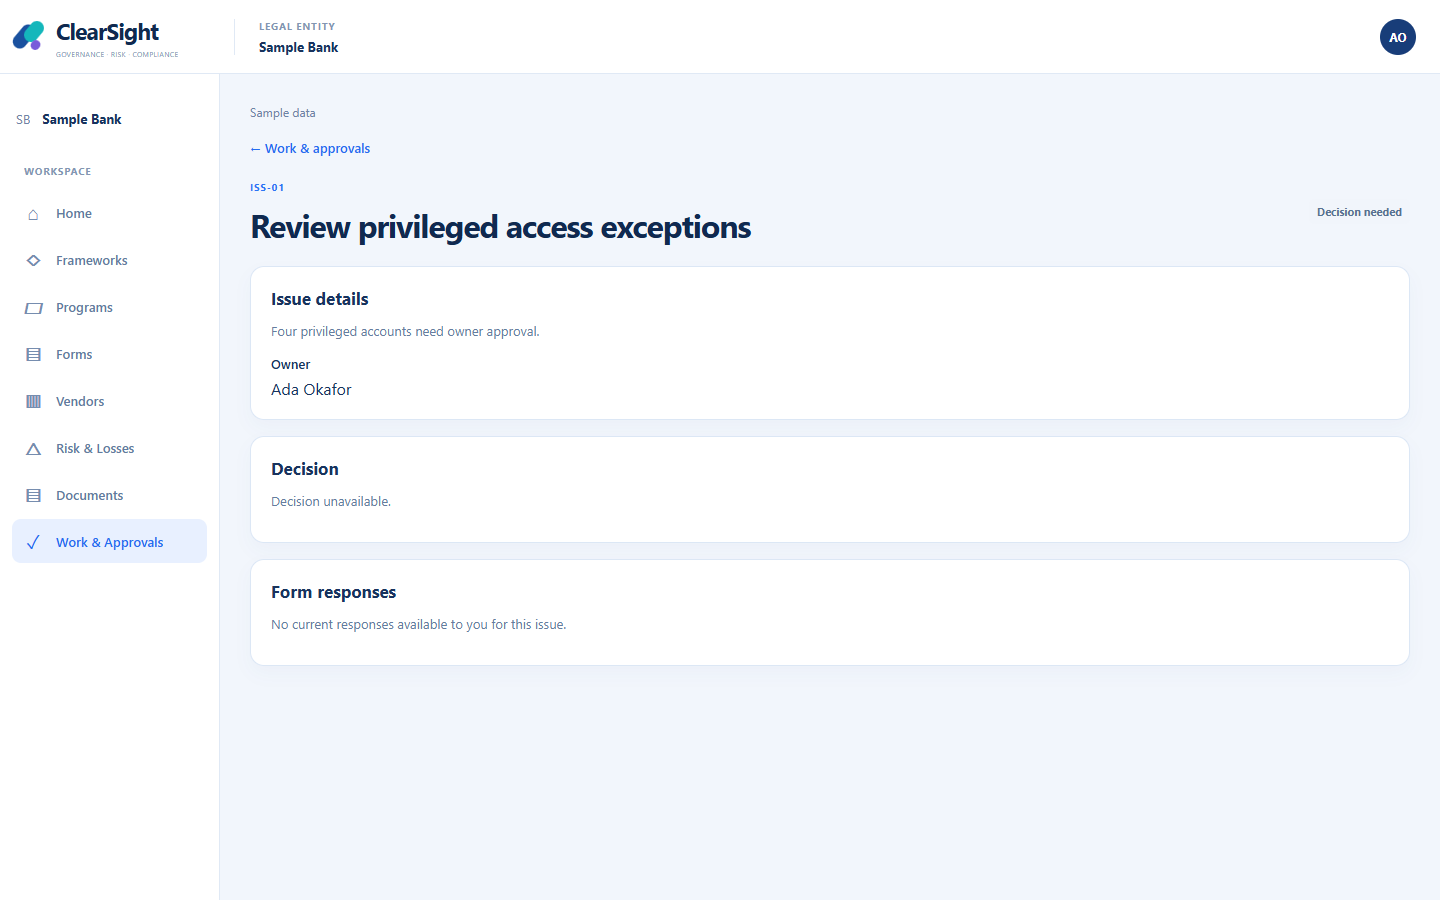 ClearSight
GOVERNANCE · RISK · COMPLIANCE
LEGAL ENTITY
Sample Bank
AO
SB Sample Bank
WORKSPACE
Home
Frameworks
Programs
Forms
Vendors
Risk & Losses
Documents
Work & Approvals
Sample data
← Work & approvals
ISS-01
Review privileged access exceptions
Decision needed
Issue details
Four privileged accounts need owner approval.
Owner
Ada Okafor
Decision
Decision unavailable.
Form responses
No current responses available to you for this issue.